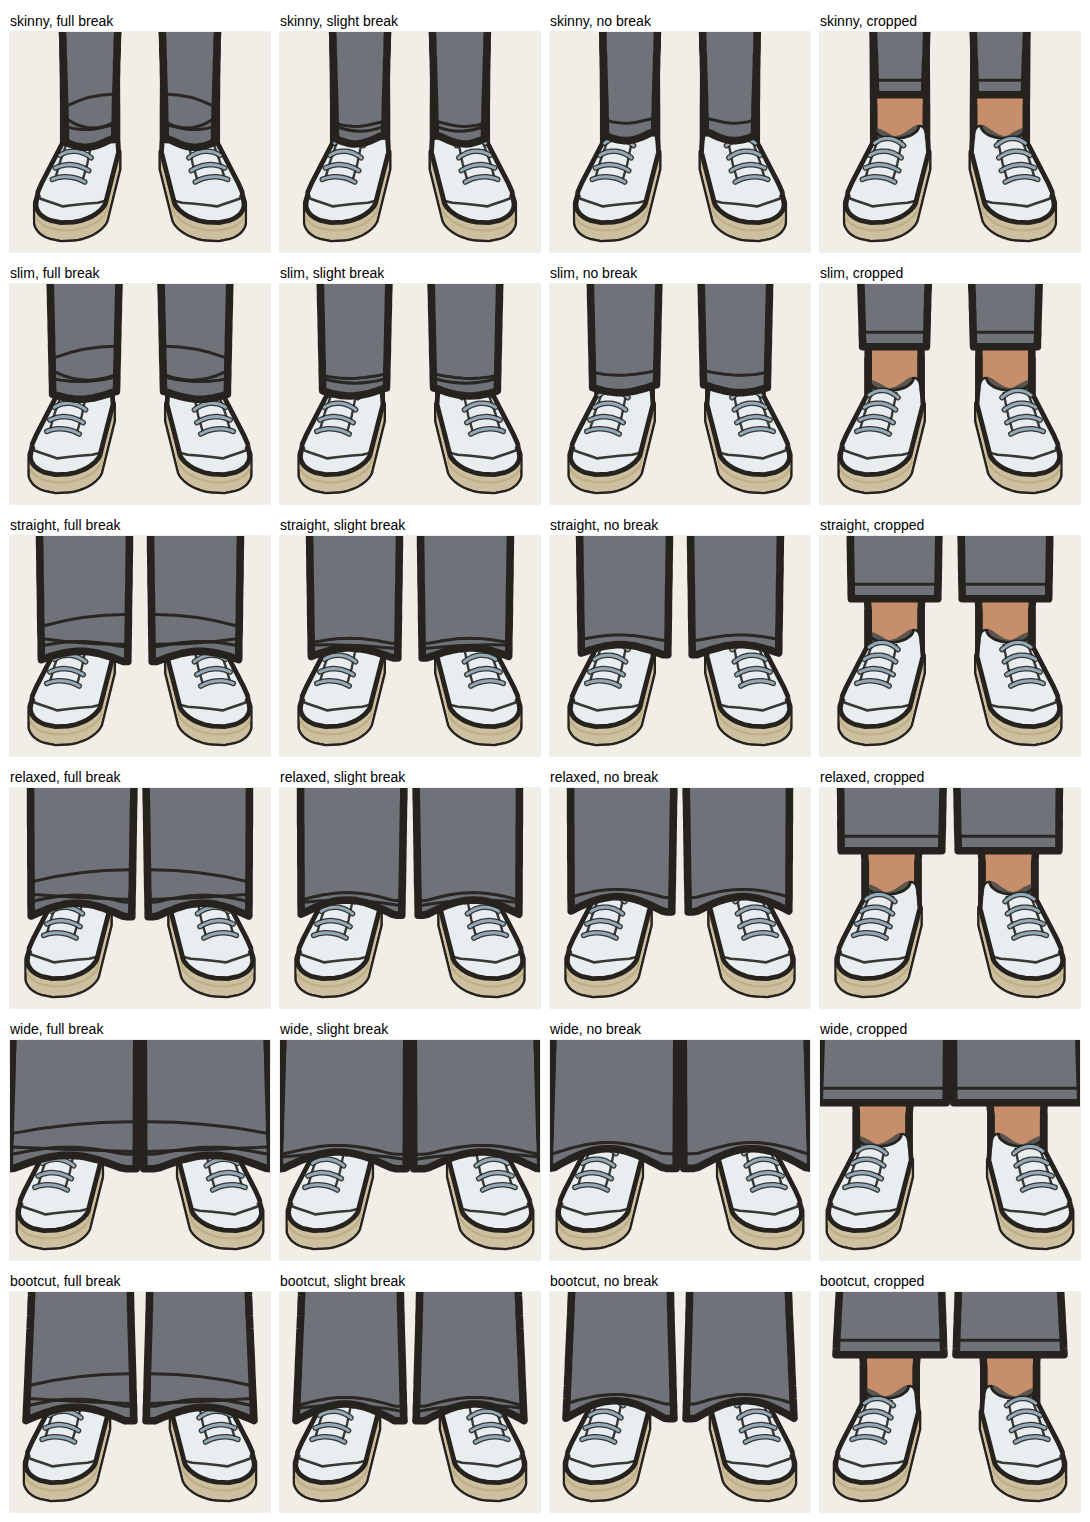 skinny, full break
skinny, slight break
skinny, no break
skinny, cropped
slim, full break
slim, slight break
slim, no break
slim, cropped
straight, full break
straight, slight break
straight, no break
straight, cropped
relaxed, full break
relaxed, slight break
relaxed, no break
relaxed, cropped
wide, full break
wide, slight break
wide, no break
wide, cropped
bootcut, full break
bootcut, slight break
bootcut, no break
bootcut, cropped